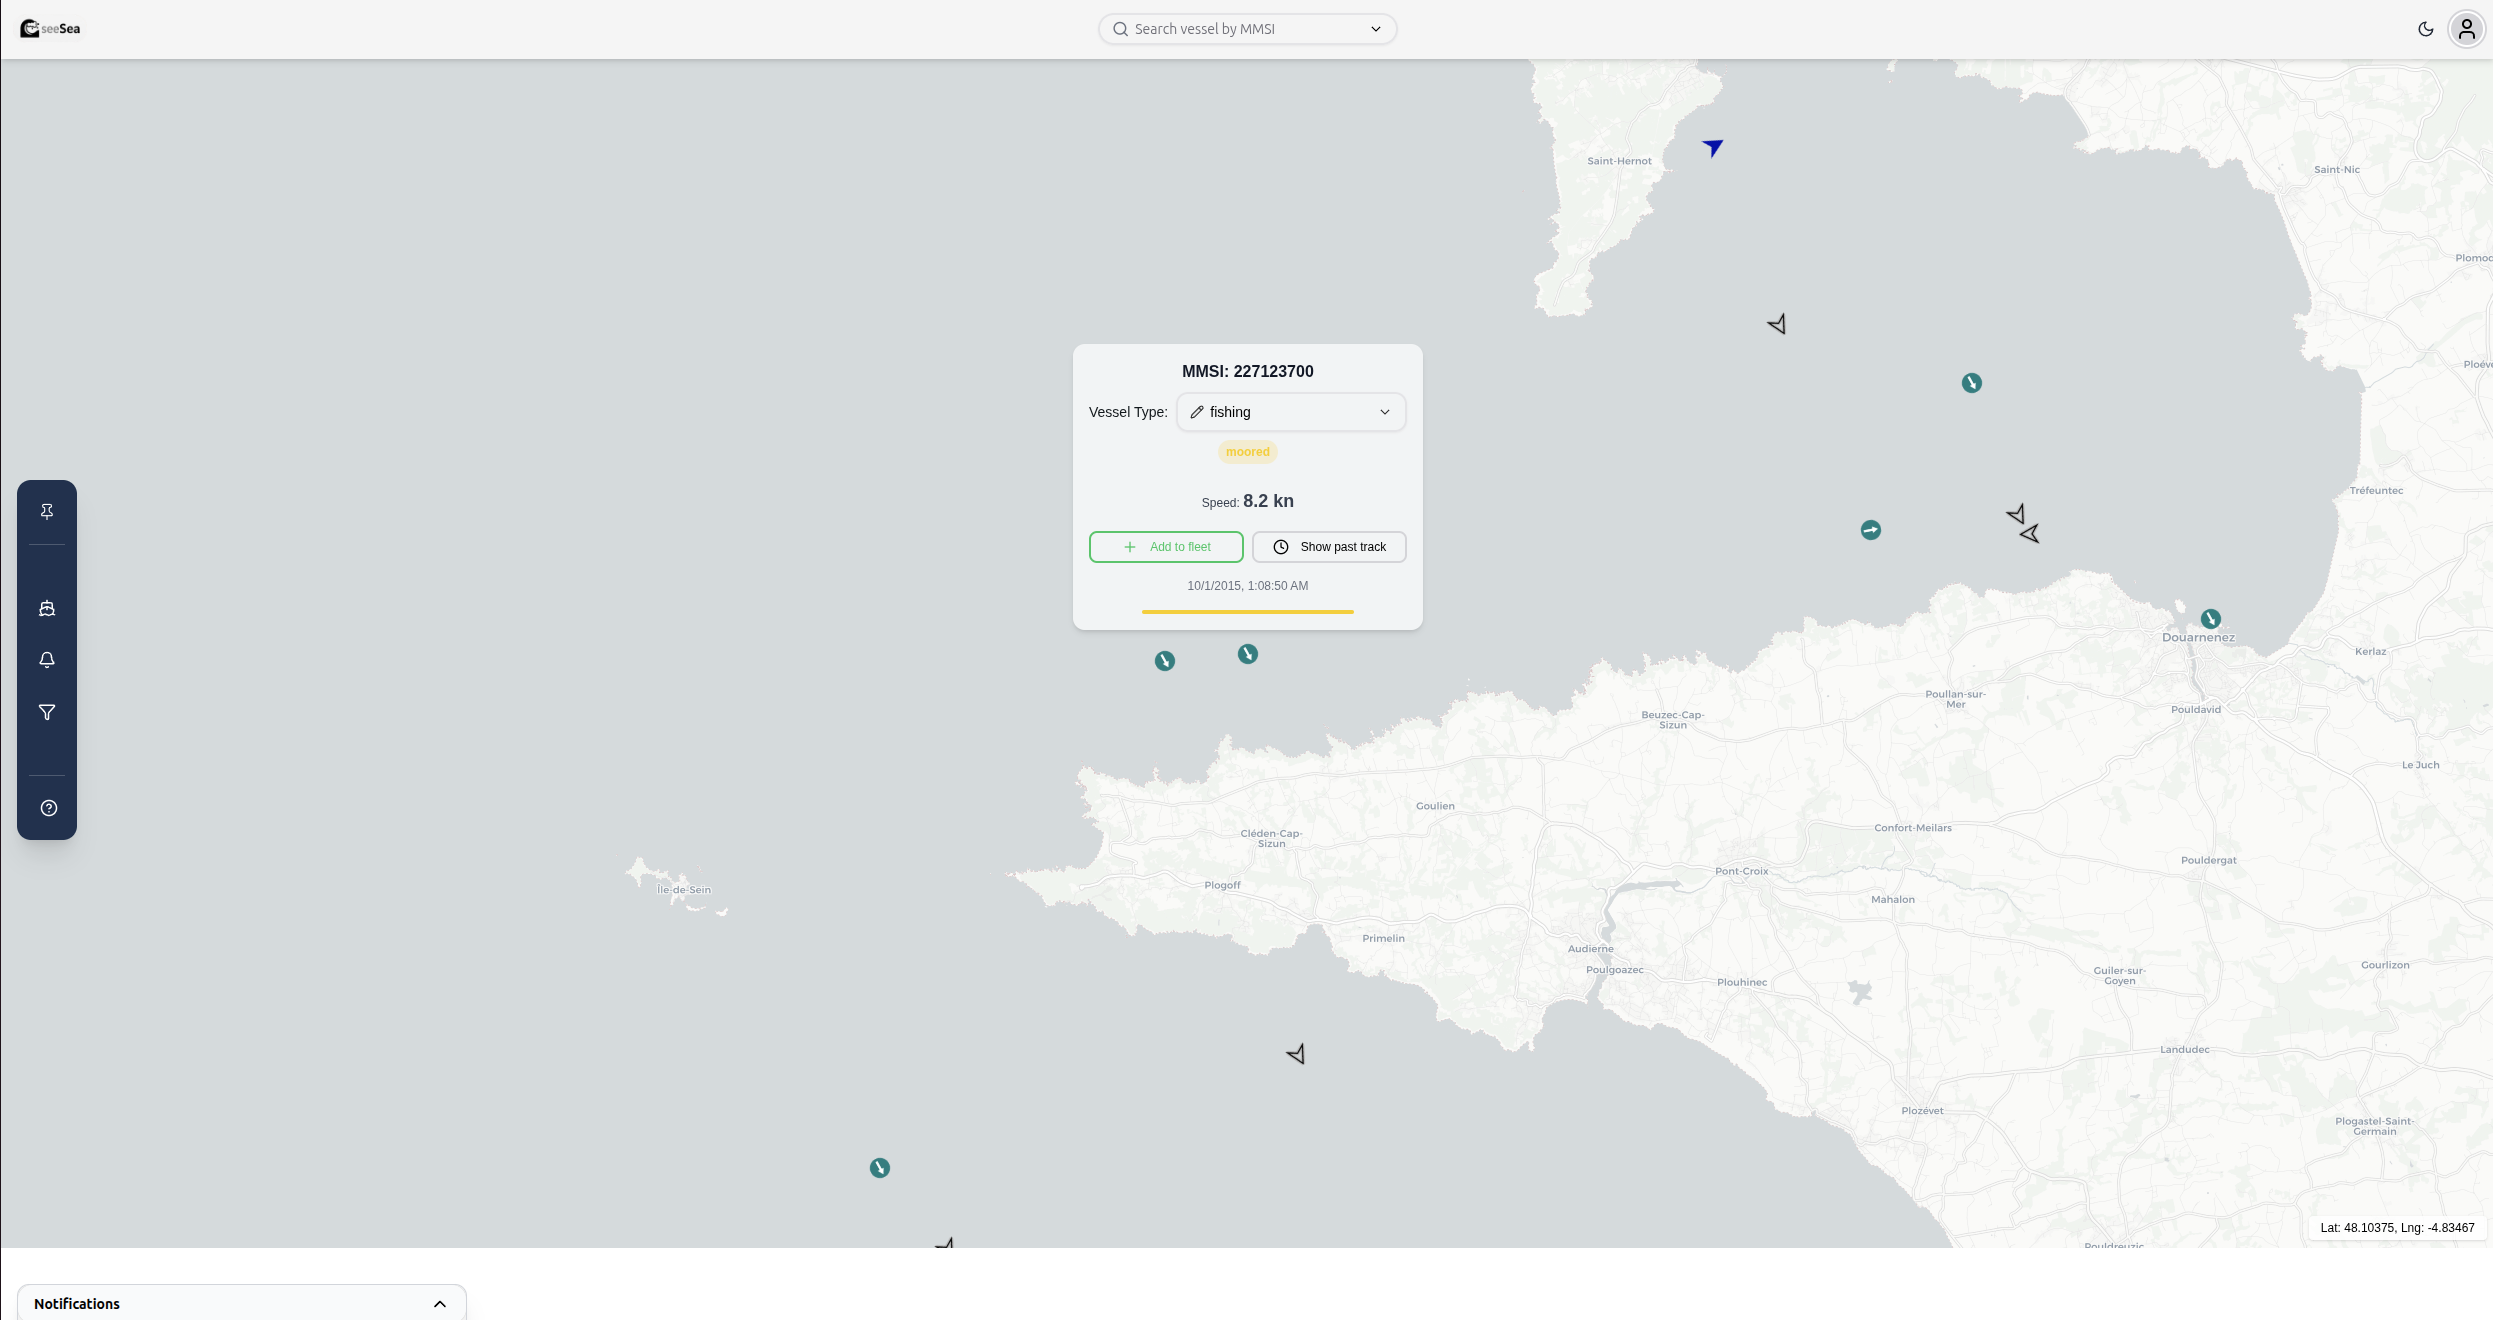 seeSea
Search vessel by MMSI
Saint-Hernot
Saint-Nic
Plomod
Ploéve
MMSI: 227123700
Vessel Type: fishing
moored
Speed: 8.2 kn
Add to fleet
Show past track
10/1/2015, 1:08:50 AM
Tréfeuntec
Douarnenez
Kerlaz
Poullan-sur-
Mer
Pouldavid
Beuzec-Cap-
Sizun
Le Juch
Goulien
Cléden-Cap-
Sizun
Confort-Meilars
Pouldergat
Pont-Croix
Plogoff
Île-de-Sein
Mahalon
Primelin
Audierne
Poulgoazec
Plouhinec
Guiler-sur-
Goyen
Gourlizon
Landudec
Plozévet
Plogastel-Saint-
Germain
Lat: 48.10375, Lng: -4.83467
Pouldreuzic
Notifications